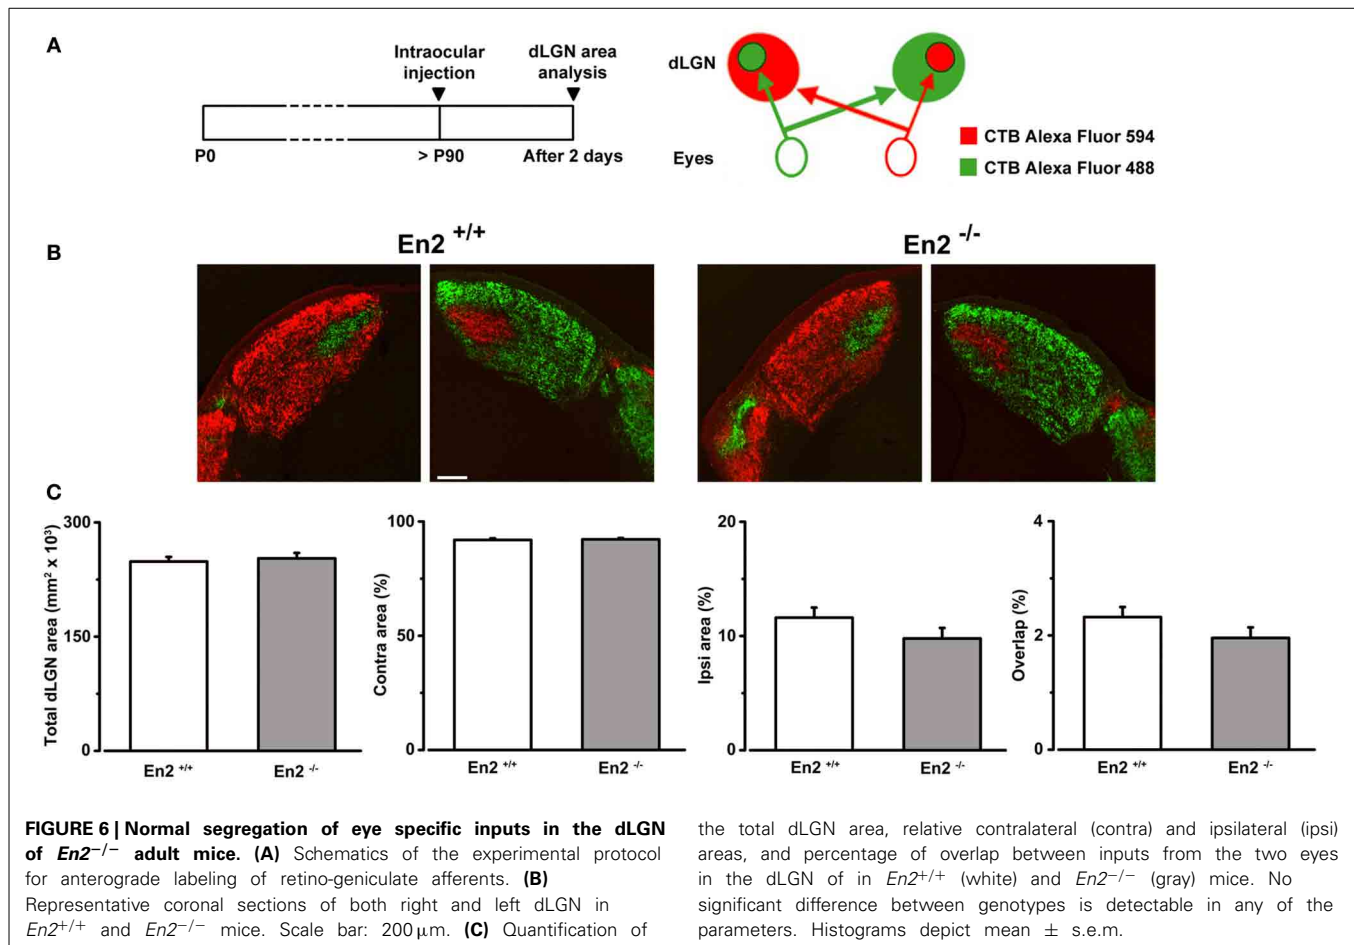 A
Intraocular
injection
dLGN area
analysis
P0
> P90
After 2 days
dLGN
Eyes
CTB Alexa Fluor 594
CTB Alexa Fluor 488
B
En2 +/+
En2 -/-
C
Total dLGN area (mm² x 10³)
300
150
0
En2 +/+
En2 -/-
Contra area (%)
100
50
0
En2 +/+
En2 -/-
Ipsi area (%)
20
10
0
En2 +/+
En2 -/-
Overlap (%)
4
2
0
En2 +/+
En2 -/-
FIGURE 6 | Normal segregation of eye specific inputs in the dLGN
of En2−/− adult mice. (A) Schematics of the experimental protocol
for anterograde labeling of retino-geniculate afferents. (B)
Representative coronal sections of both right and left dLGN in
En2+/+ and En2−/− mice. Scale bar: 200 μm. (C) Quantification of
the total dLGN area, relative contralateral (contra) and ipsilateral (ipsi)
areas, and percentage of overlap between inputs from the two eyes
in the dLGN of in En2+/+ (white) and En2−/− (gray) mice. No
significant difference between genotypes is detectable in any of the
parameters. Histograms depict mean ± s.e.m.